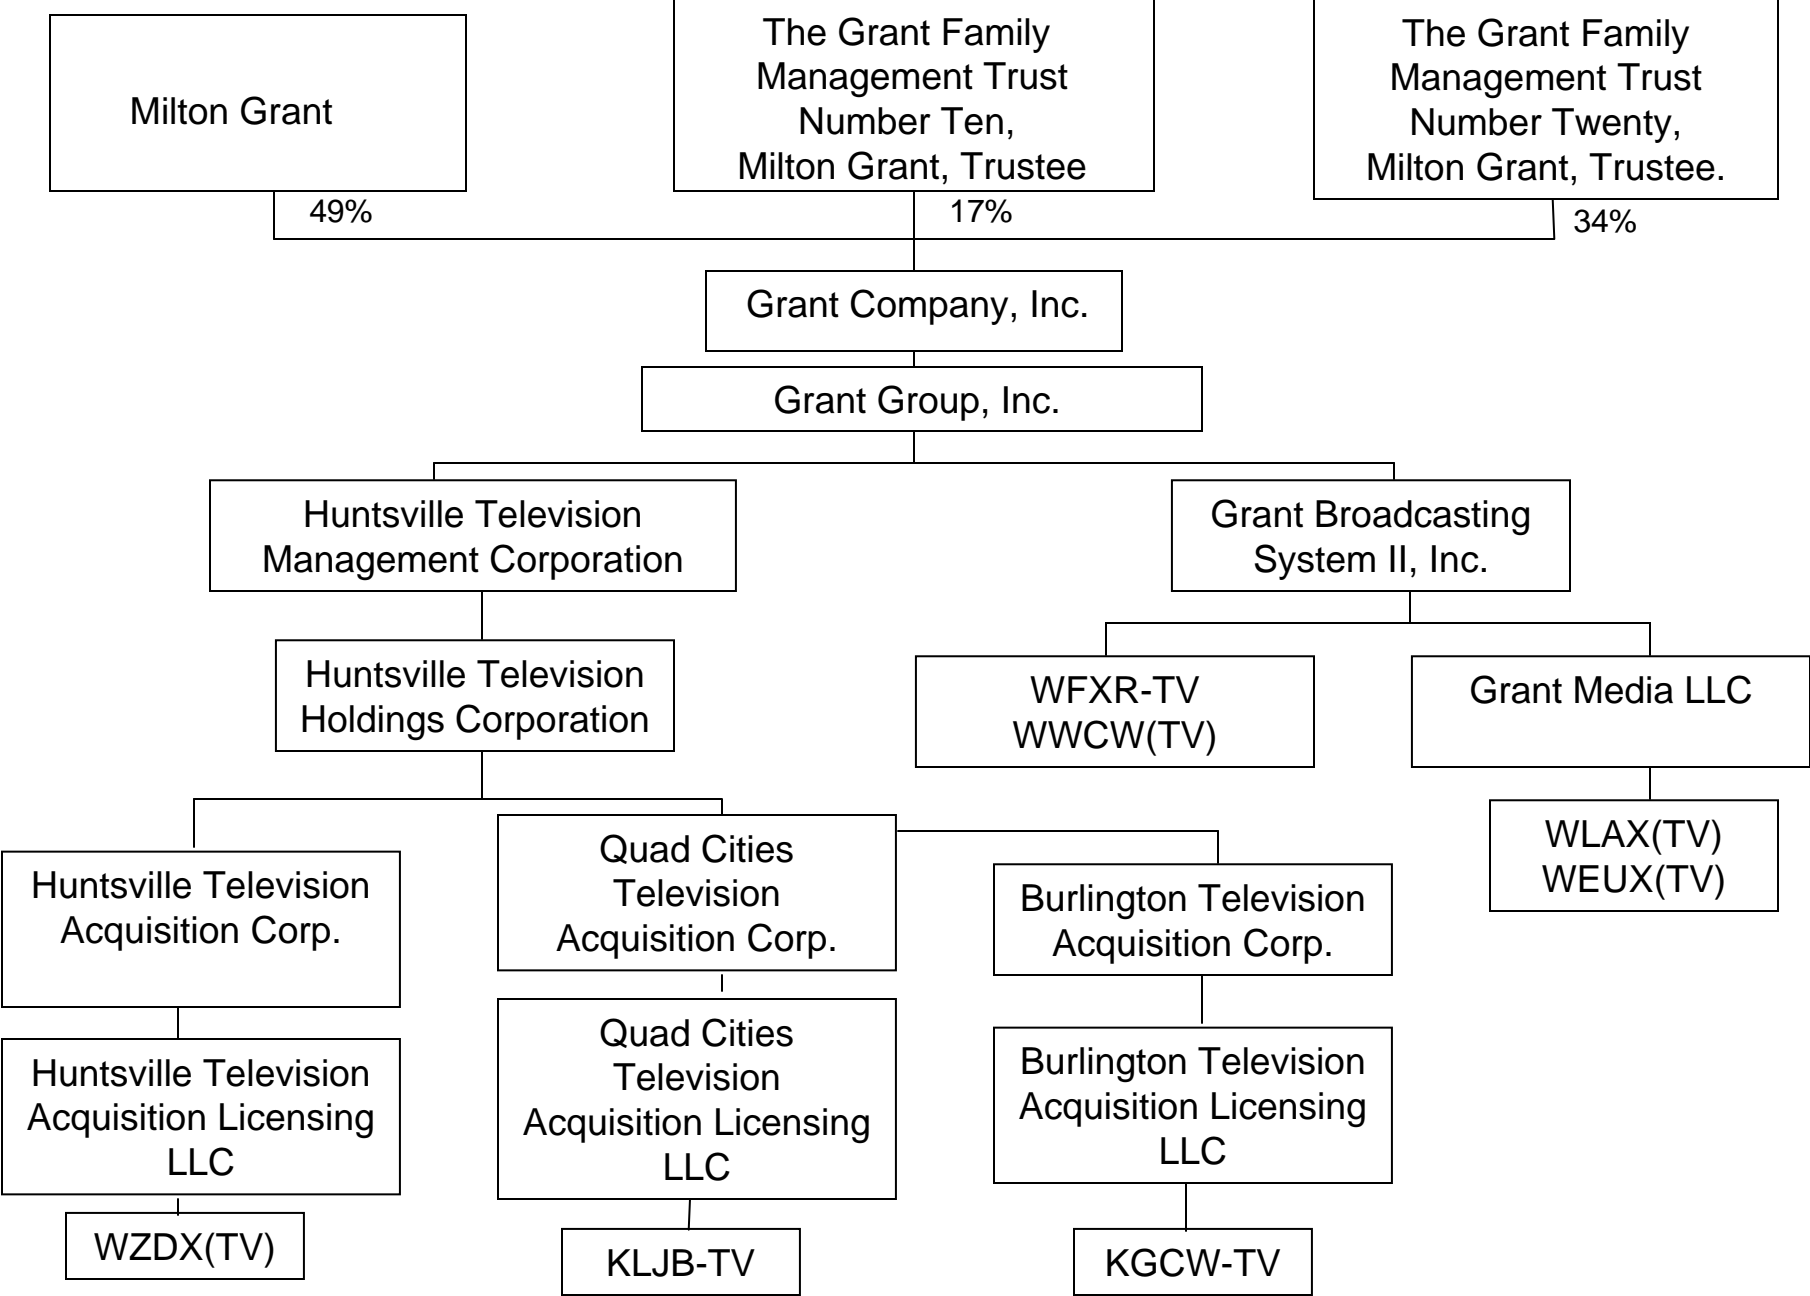 Milton Grant
The Grant Family
Management Trust
Number Ten,
Milton Grant, Trustee
The Grant Family
Management Trust
Number Twenty,
Milton Grant, Trustee.
49%
17%
34%
Grant Company, Inc.
Grant Group, Inc.
Huntsville Television
Management Corporation
Grant Broadcasting
System II, Inc.
Huntsville Television
Holdings Corporation
WFXR-TV
WWCW(TV)
Grant Media LLC
Huntsville Television
Acquisition Corp.
Quad Cities
Television
Acquisition Corp.
Burlington Television
Acquisition Corp.
WLAX(TV)
WEUX(TV)
Huntsville Television
Acquisition Licensing
LLC
Quad Cities
Television
Acquisition Licensing
LLC
Burlington Television
Acquisition Licensing
LLC
WZDX(TV)
KLJB-TV
KGCW-TV